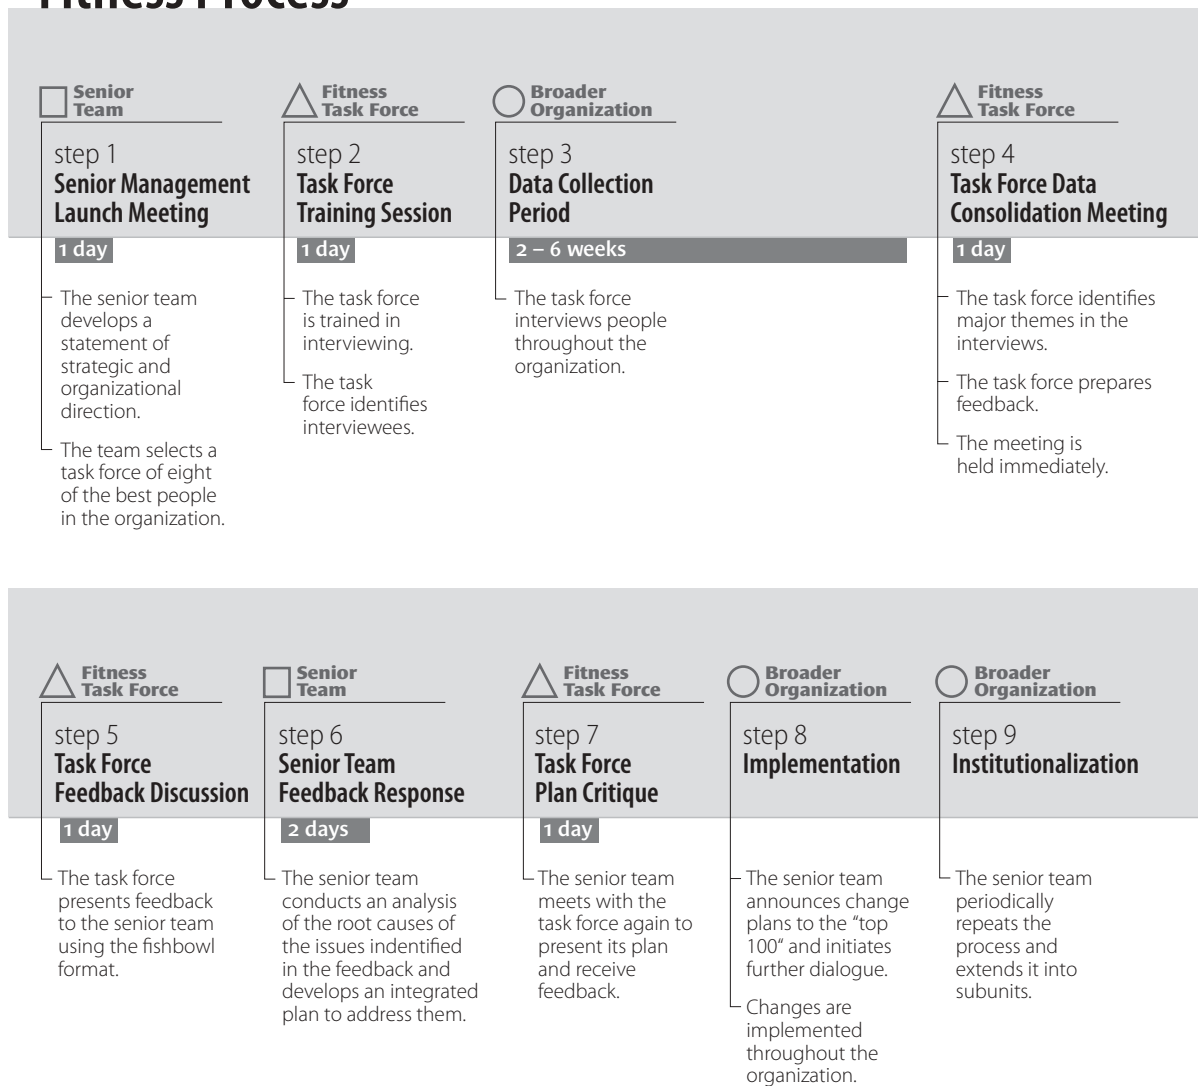 Fitness Process
Senior
Team
step 1
Senior Management
Launch Meeting
1 day
The senior team
develops a
statement of
strategic and
organizational
direction.
The team selects a
task force of eight
of the best people
in the organization.
Fitness
Task Force
step 2
Task Force
Training Session
1 day
The task force
is trained in
interviewing.
The task
force identifies
interviewees.
Broader
Organization
step 3
Data Collection
Period
2 – 6 weeks
The task force
interviews people
throughout the
organization.
Fitness
Task Force
step 4
Task Force Data
Consolidation Meeting
1 day
The task force identifies
major themes in the
interviews.
The task force prepares
feedback.
The meeting is
held immediately.
Fitness
Task Force
step 5
Task Force
Feedback Discussion
1 day
The task force
presents feedback
to the senior team
using the fishbowl
format.
Senior
Team
step 6
Senior Team
Feedback Response
2 days
The senior team
conducts an analysis
of the root causes of
the issues indentified
in the feedback and
develops an integrated
plan to address them.
Fitness
Task Force
step 7
Task Force
Plan Critique
1 day
The senior team
meets with the
task force again to
present its plan
and receive
feedback.
Broader
Organization
step 8
Implementation
The senior team
announces change
plans to the “top
100“ and initiates
further dialogue.
Changes are
implemented
throughout the
organization.
Broader
Organization
step 9
Institutionalization
The senior team
periodically
repeats the
process and
extends it into
subunits.